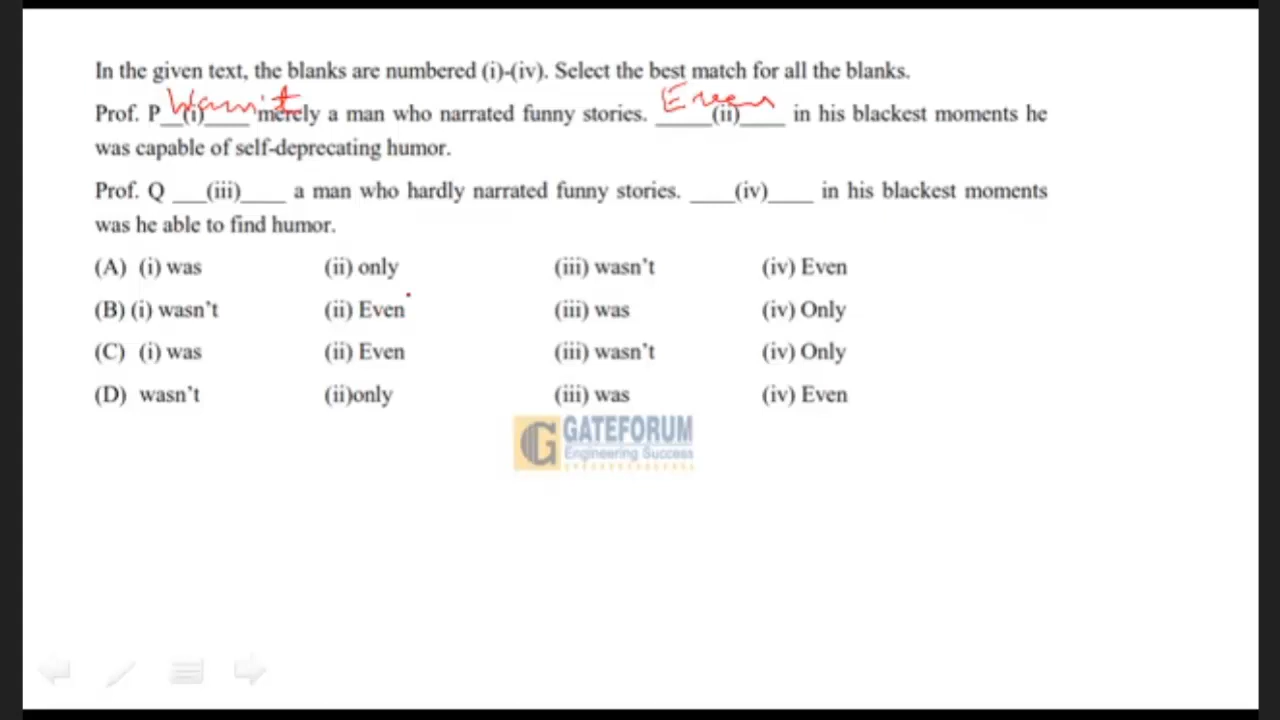 In the given text, the blanks are numbered (i)-(iv). Select the best match for all the blanks.
Wasn't Even
Prof. P__(i)____ merely a man who narrated funny stories. _____(ii)____ in his blackest moments he
was capable of self-deprecating humor.
Prof. Q ___(iii)____ a man who hardly narrated funny stories. ____(iv)____ in his blackest moments
was he able to find humor.
(A) (i) was (ii) only (iii) wasn't (iv) Even
(B) (i) wasn't (ii) Even (iii) was (iv) Only
(C) (i) was (ii) Even (iii) wasn't (iv) Only
(D) wasn't (ii)only (iii) was (iv) Even
GATEFORUM
Engineering Success